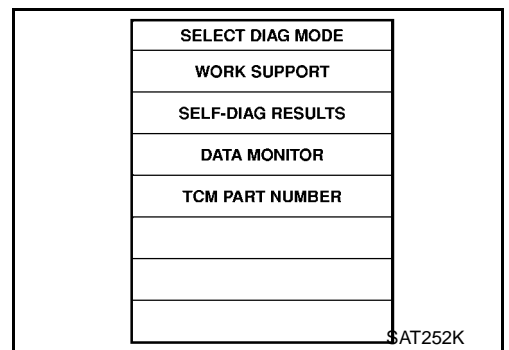 SELECT DIAG MODE
WORK SUPPORT
SELF-DIAG RESULTS
DATA MONITOR
TCM PART NUMBER
SAT252K